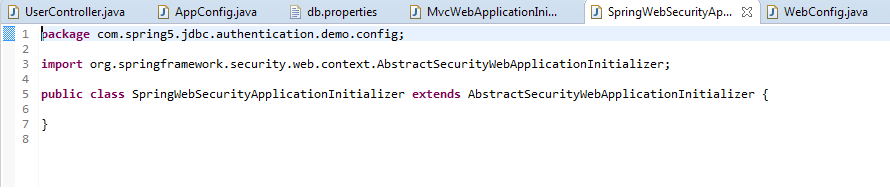 UserController.java AppConfig.java db.properties MvcWebApplicationIni... SpringWebSecurityAp... WebConfig.java
1 package com.spring5.jdbc.authentication.demo.config;
2
3 import org.springframework.security.web.context.AbstractSecurityWebApplicationInitializer;
4
5 public class SpringWebSecurityApplicationInitializer extends AbstractSecurityWebApplicationInitializer {
6
7 }
8